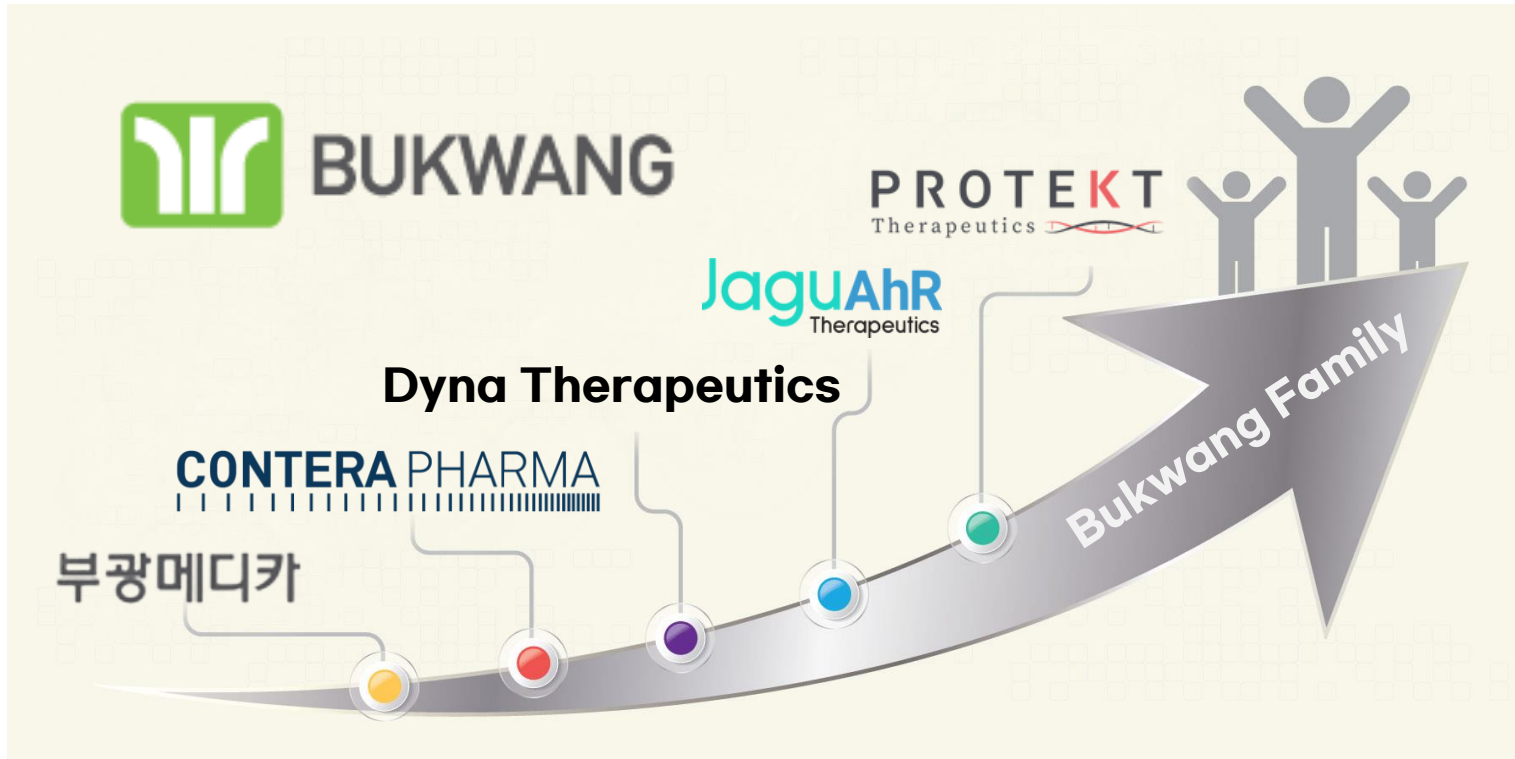 BUKWANG
PROTEKT
Therapeutics
JaguAhR
Therapeutics
Dyna Therapeutics
CONTERA PHARMA
부광메디카
Bukwang Family